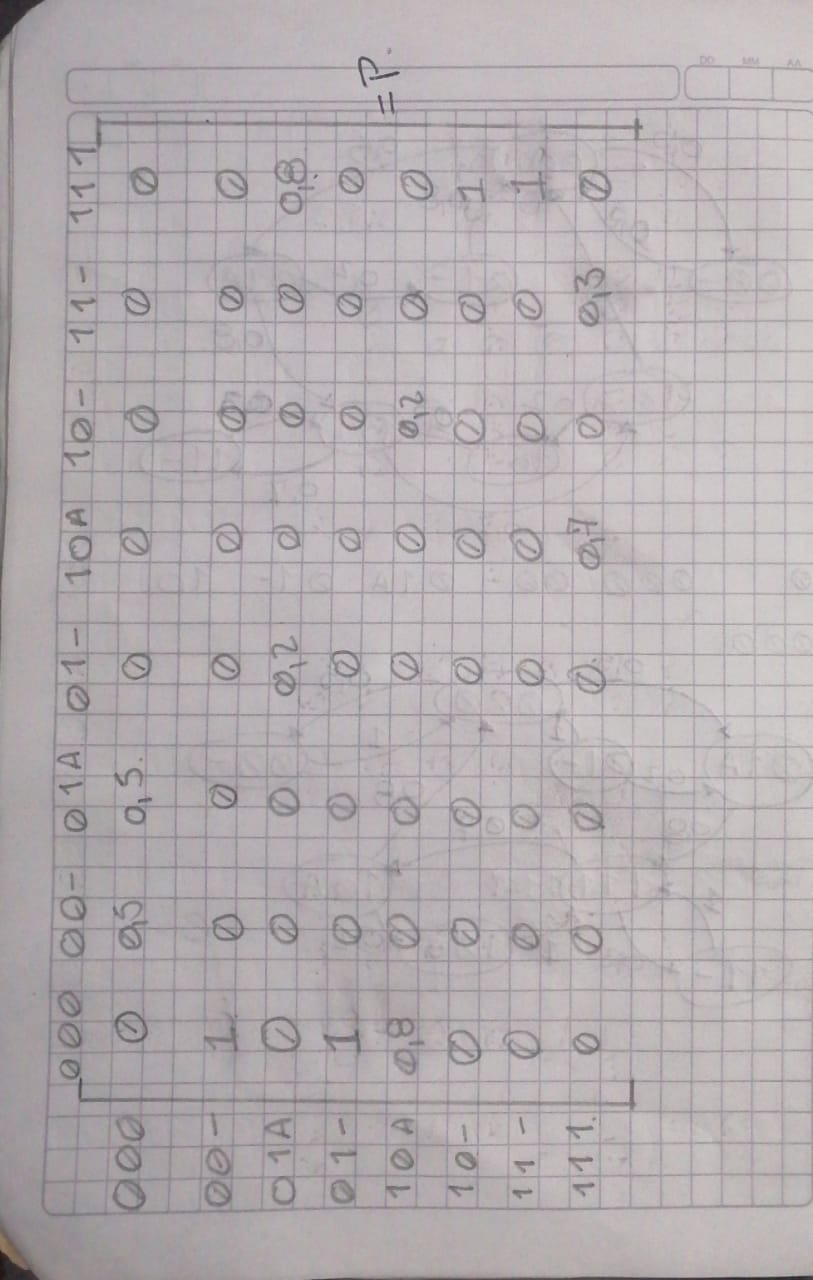 DD MM AA
000 00- 01A 01- 10A 10- 11- 111
000 0 0,5 0,5. 0 0 0 0 0
00- 1 0 0 0 0 0 0 0
01A 0 0 0 0,2 0 0 0 0,8
01- 1 0 0 0 0 0 0 0
10A 0,8 0 0 0 0 0,2 0 0 = P.
10- 0 0 0 0 0 0 0 1
11- 0 0 0 0 0 0 0 1
111. 0 0 0 0 0,7 0 0,3 0